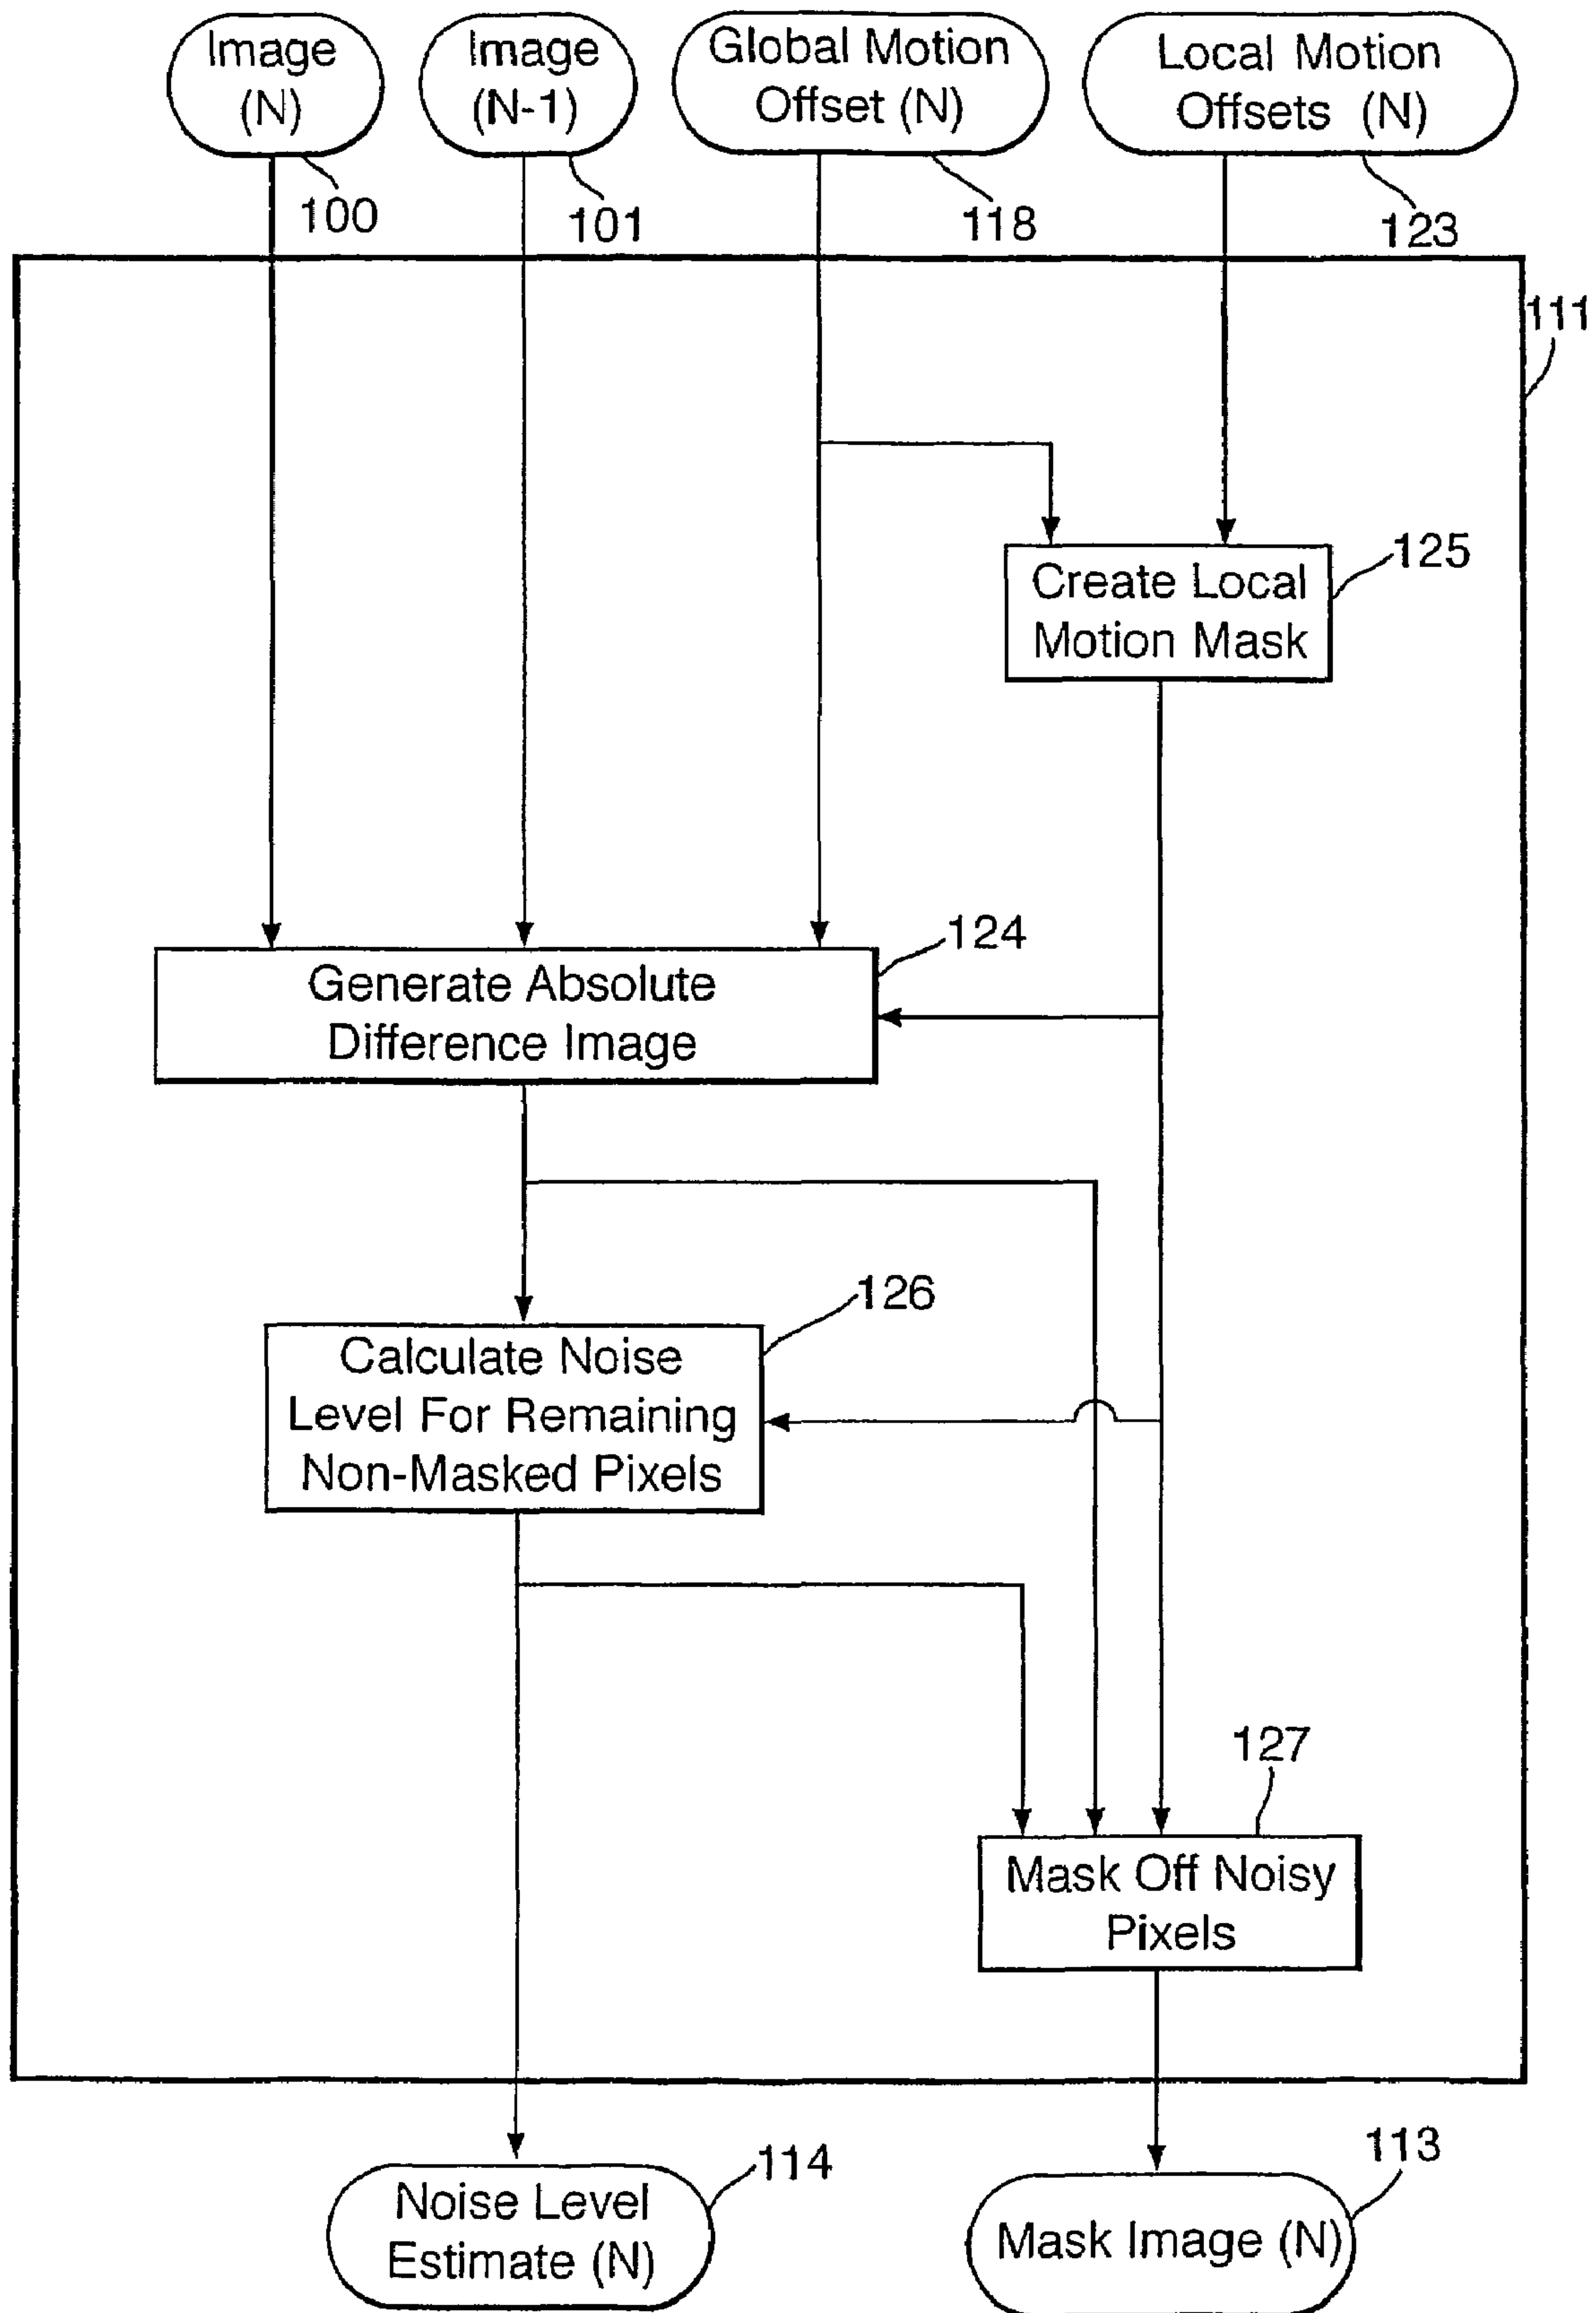 Image
(N)
Image
(N-1)
Global Motion
Offset (N)
Local Motion
Offsets (N)
100
101
118
123
111
125
Create Local
Motion Mask
124
Generate Absolute
Difference Image
126
Calculate Noise
Level For Remaining
Non-Masked Pixels
127
Mask Off Noisy
Pixels
114
113
Noise Level
Estimate (N)
Mask Image (N)